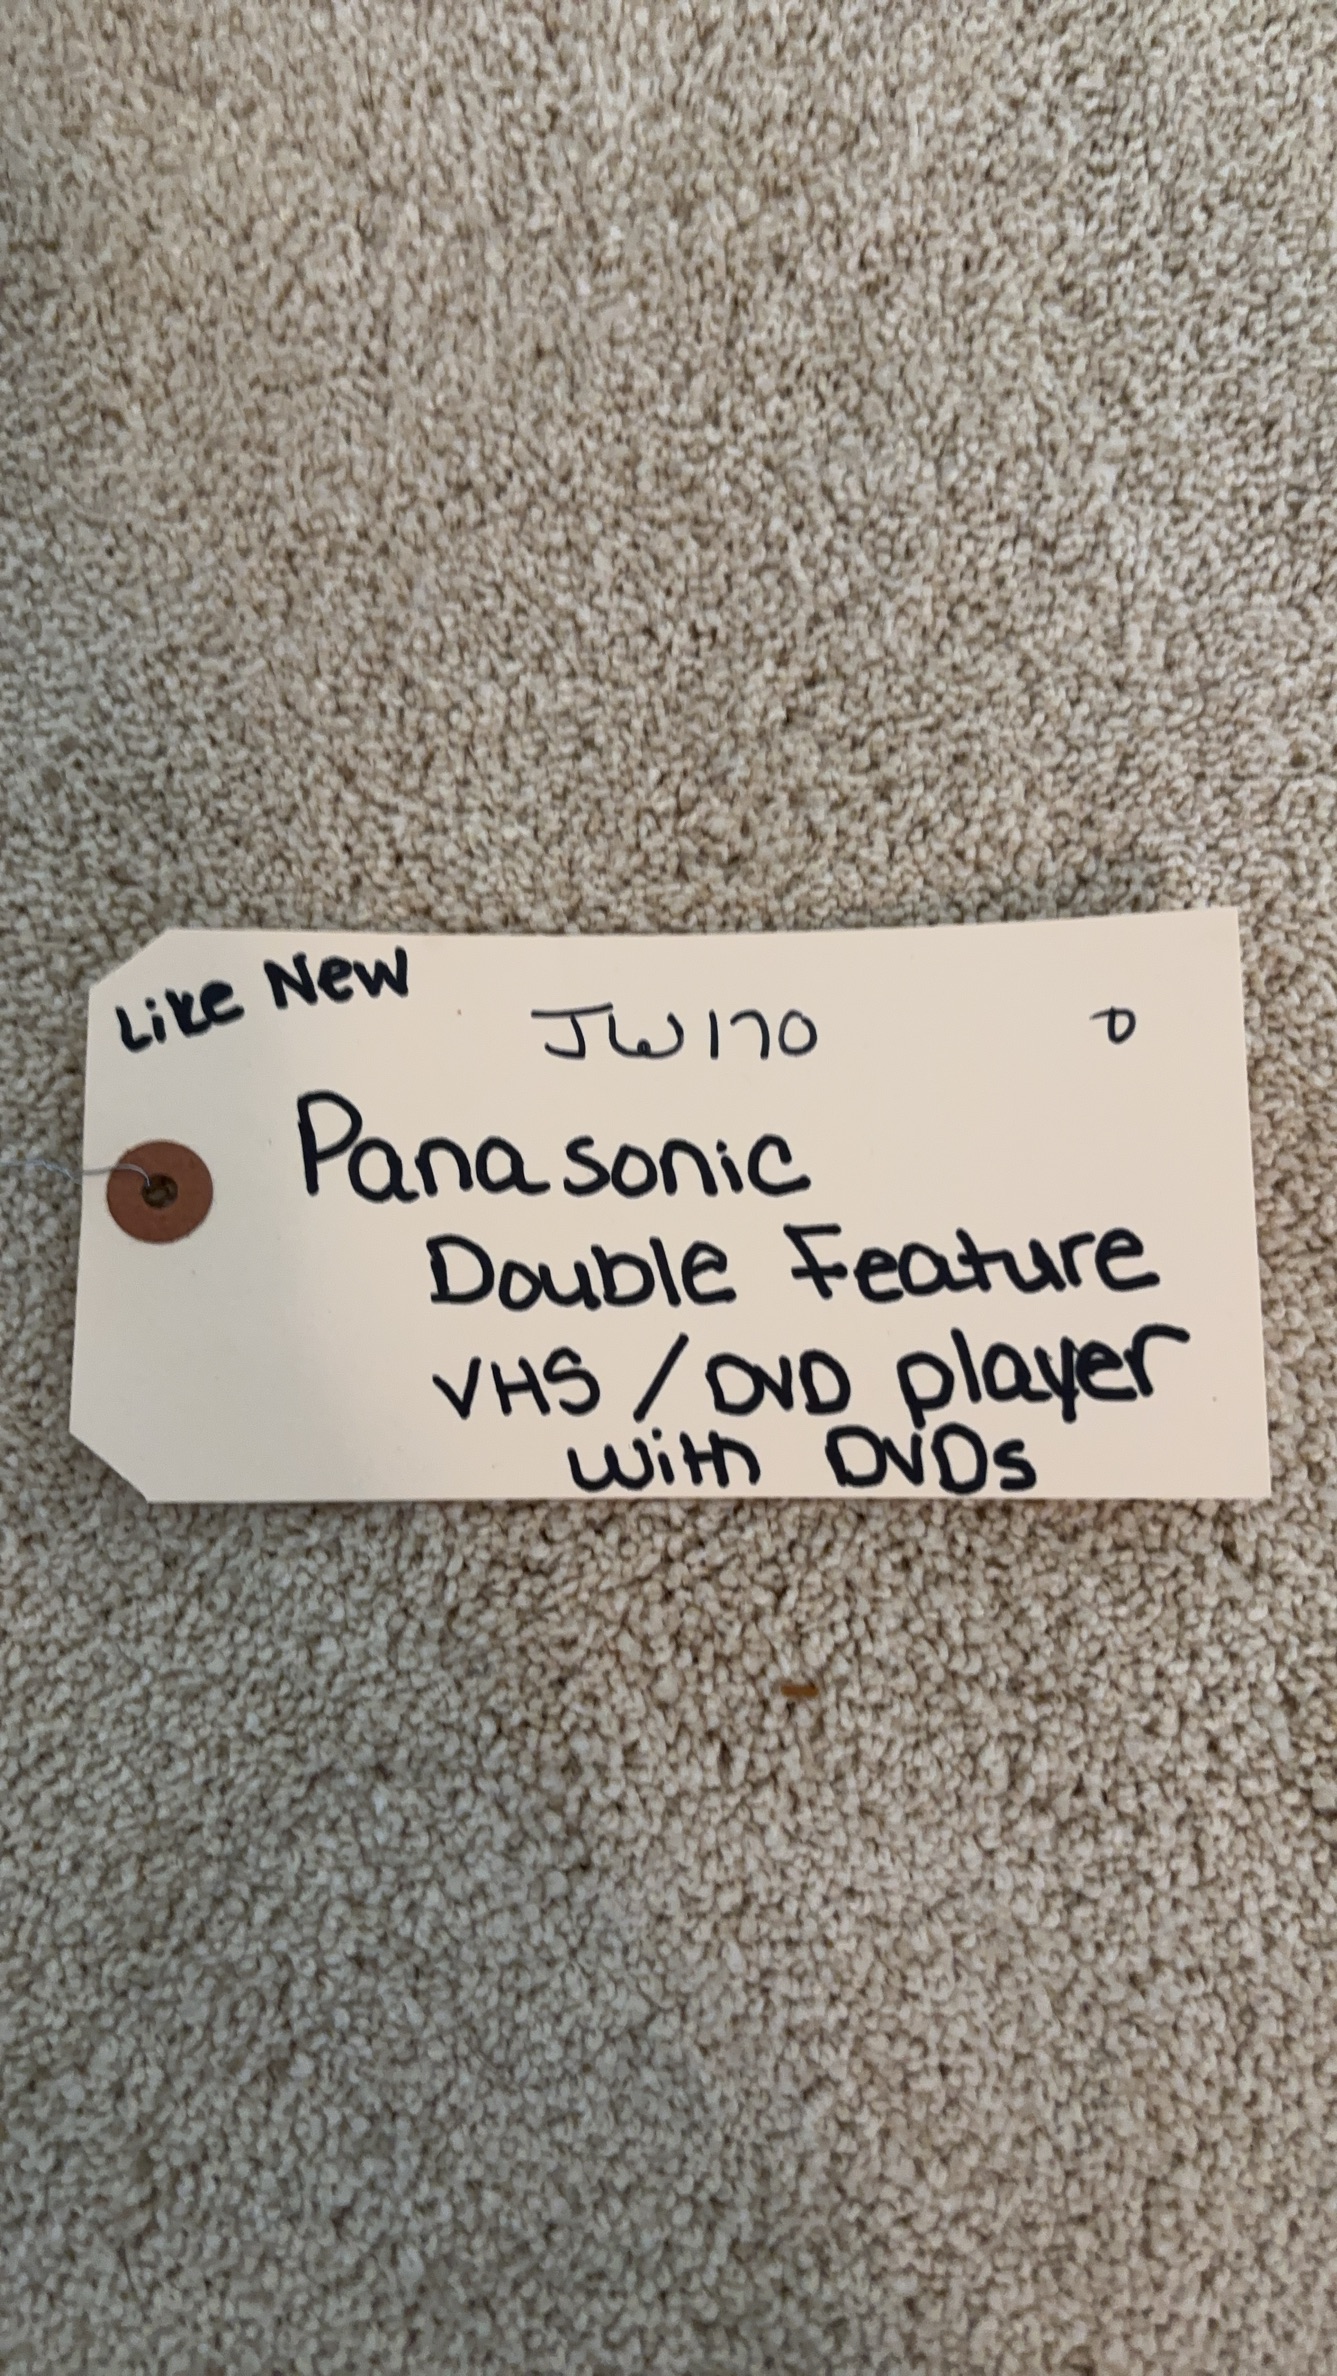 Like New
JW170 D
Panasonic
Double Feature
VHS / DVD player
with DVDs